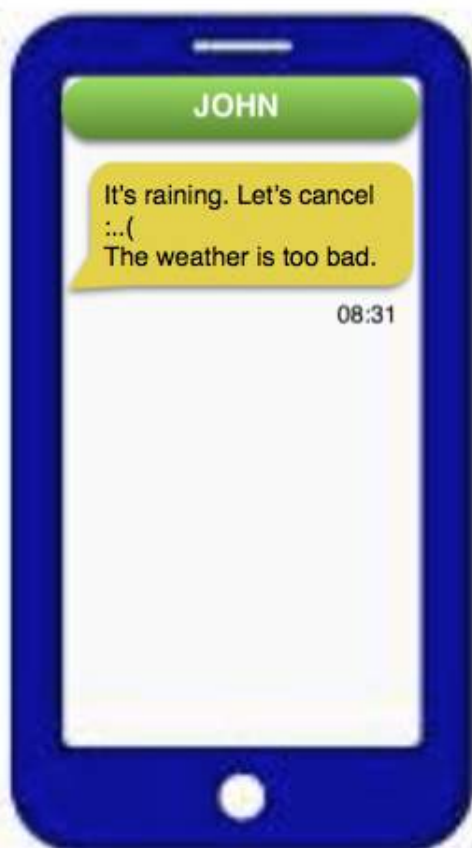 JOHN
It's raining. Let's cancel
:..(
The weather is too bad.
08:31